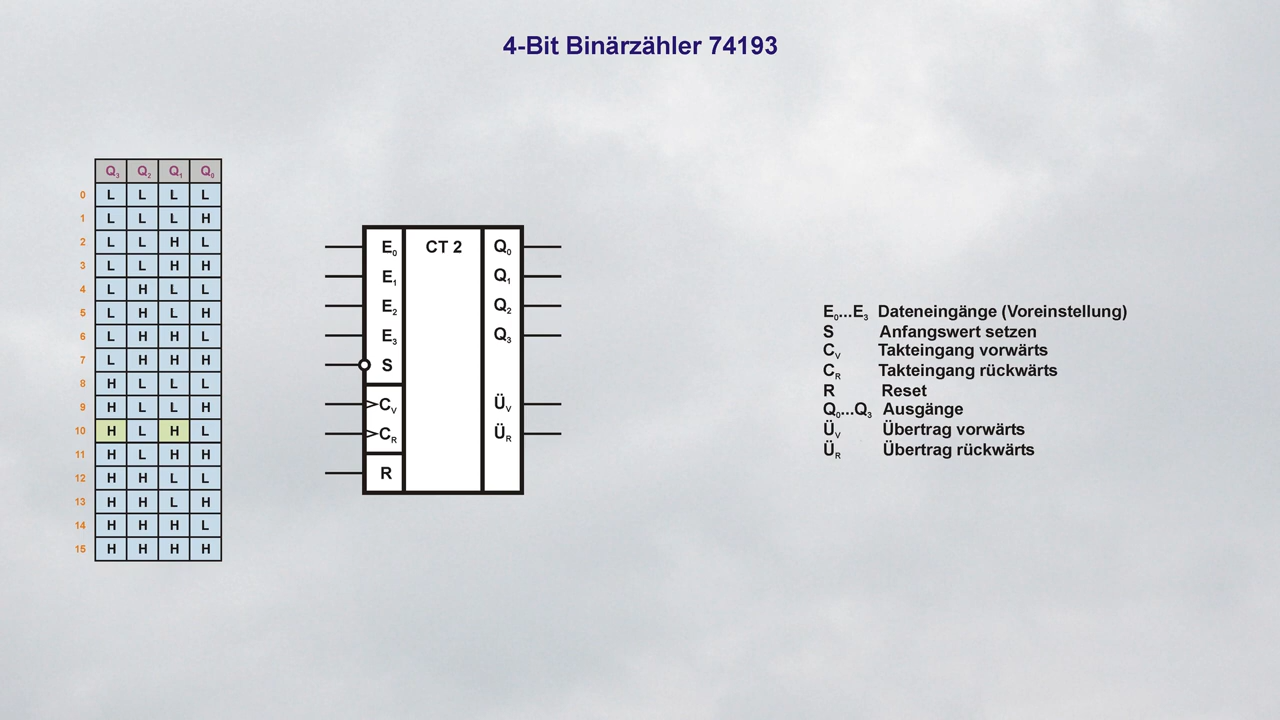 4-Bit Binärzähler 74193
Q3 Q2 Q1 Q0
0 L L L L
1 L L L H
2 L L H L
3 L L H H
4 L H L L
5 L H L H
6 L H H L
7 L H H H
8 H L L L
9 H L L H
10 H L H L
11 H L H H
12 H H L L
13 H H L H
14 H H H L
15 H H H H
E0 CT 2 Q0
E1 Q1
E2 Q2
E3 Q3
S
CV ÜV
CR ÜR
R
E0...E3 Dateneingänge (Voreinstellung)
S Anfangswert setzen
CV Takteingang vorwärts
CR Takteingang rückwärts
R Reset
Q0...Q3 Ausgänge
ÜV Übertrag vorwärts
ÜR Übertrag rückwärts